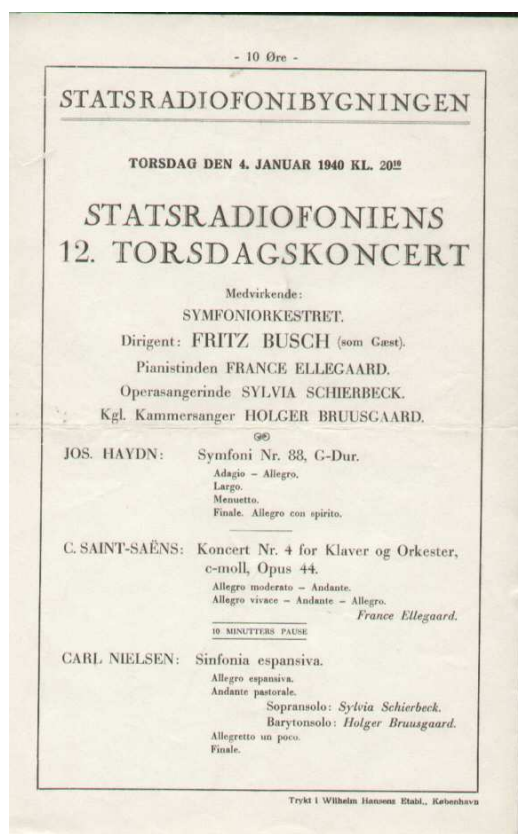 - 10 Øre -
STATSRADIOFONIBYGNINGEN
TORSDAG DEN 4. JANUAR 1940 KL. 20¹⁰
STATSRADIOFONIENS
12. TORSDAGSKONCERT
Medvirkende:
SYMFONIORKESTRET.
Dirigent: FRITZ BUSCH (som Gæst).
Pianistinden FRANCE ELLEGAARD.
Operasangerinde SYLVIA SCHIERBECK.
Kgl. Kammersanger HOLGER BRUUSGAARD.
JOS. HAYDN: Symfoni Nr. 88, G-Dur.
Adagio – Allegro.
Largo.
Menuetto.
Finale. Allegro con spirito.
C. SAINT-SAËNS: Koncert Nr. 4 for Klaver og Orkester,
c-moll, Opus 44.
Allegro moderato – Andante.
Allegro vivace – Andante – Allegro.
France Ellegaard.
10 MINUTTERS PAUSE
CARL NIELSEN: Sinfonia espansiva.
Allegro espansiva.
Andante pastorale.
Sopransolo: Sylvia Schierbeck.
Barytonsolo: Holger Bruusgaard.
Allegretto un poco.
Finale.
Trykt i Wilhelm Hansens Etabl., København